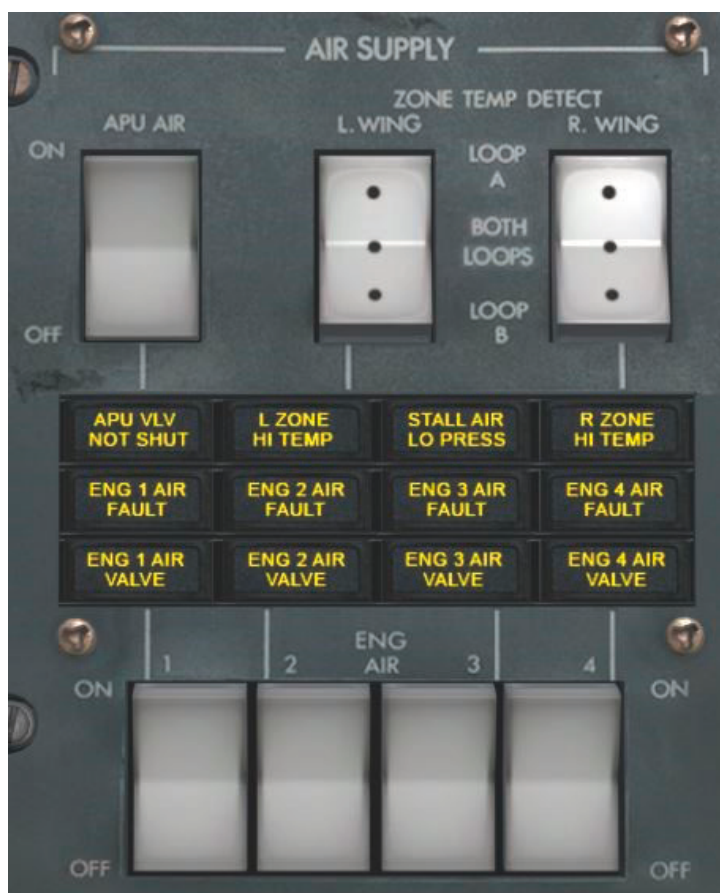 AIR SUPPLY
ZONE TEMP DETECT
APU AIR
L. WING
R. WING
ON
LOOP
A
BOTH
LOOPS
LOOP
B
OFF
APU VLV
NOT SHUT
L ZONE
HI TEMP
STALL AIR
LO PRESS
R ZONE
HI TEMP
ENG 1 AIR
FAULT
ENG 2 AIR
FAULT
ENG 3 AIR
FAULT
ENG 4 AIR
FAULT
ENG 1 AIR
VALVE
ENG 2 AIR
VALVE
ENG 3 AIR
VALVE
ENG 4 AIR
VALVE
ENG
AIR
1
2
3
4
ON
ON
OFF
OFF